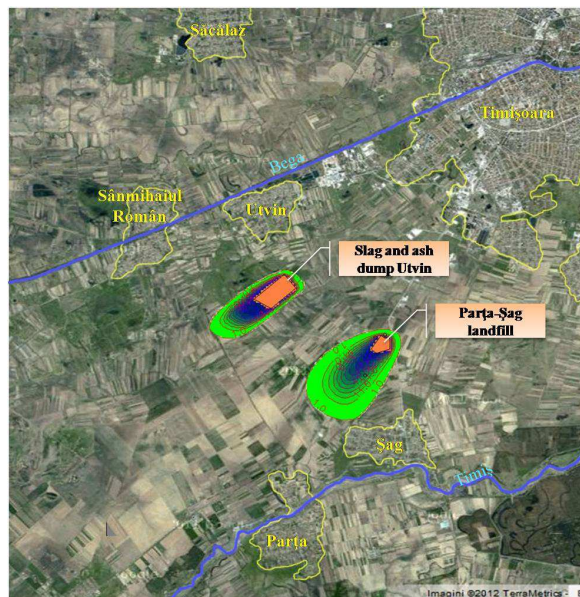 Săcălaz
Timişoara
Bega
Sânmihaiul
Român
Utvin
Slag and ash
dump Utvin
Parţa-Şag
landfill
Şag
Timiş
Parţa
Imagini ©2012 TerraMetrics -